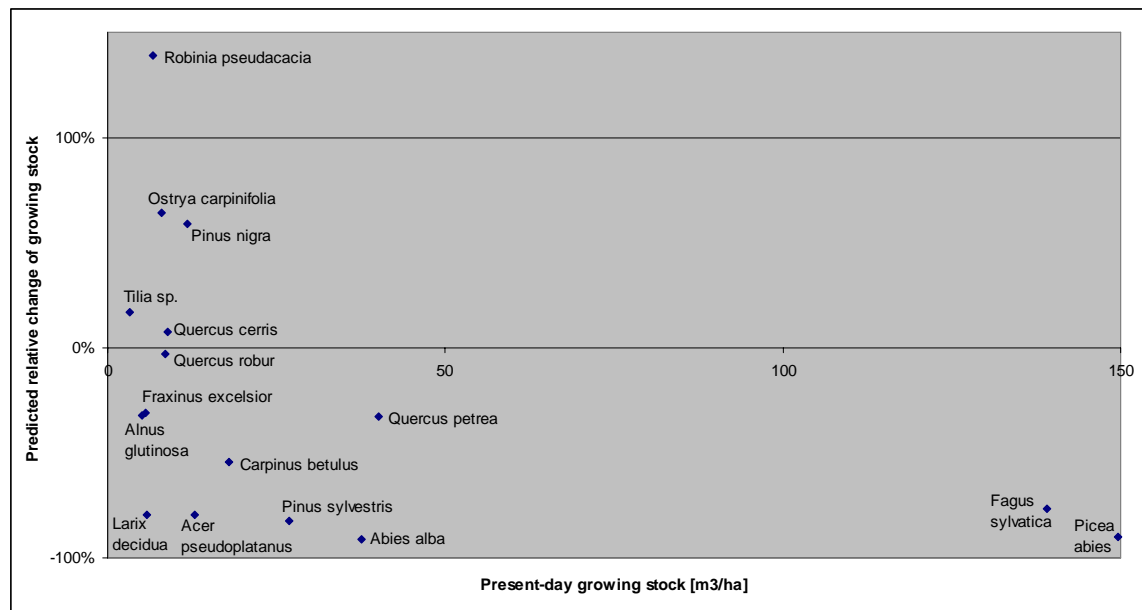 Predicted relative change of growing stock
Robinia pseudacacia
100%
Ostrya carpinifolia
Pinus nigra
Tilia sp.
Quercus cerris
0%
Quercus robur
0
50
100
150
Fraxinus excelsior
Alnus
glutinosa
Quercus petrea
Carpinus betulus
Larix
decidua
Acer
pseudoplatanus
Pinus sylvestris
Abies alba
Fagus
sylvatica
Picea
abies
-100%
Present-day growing stock [m3/ha]